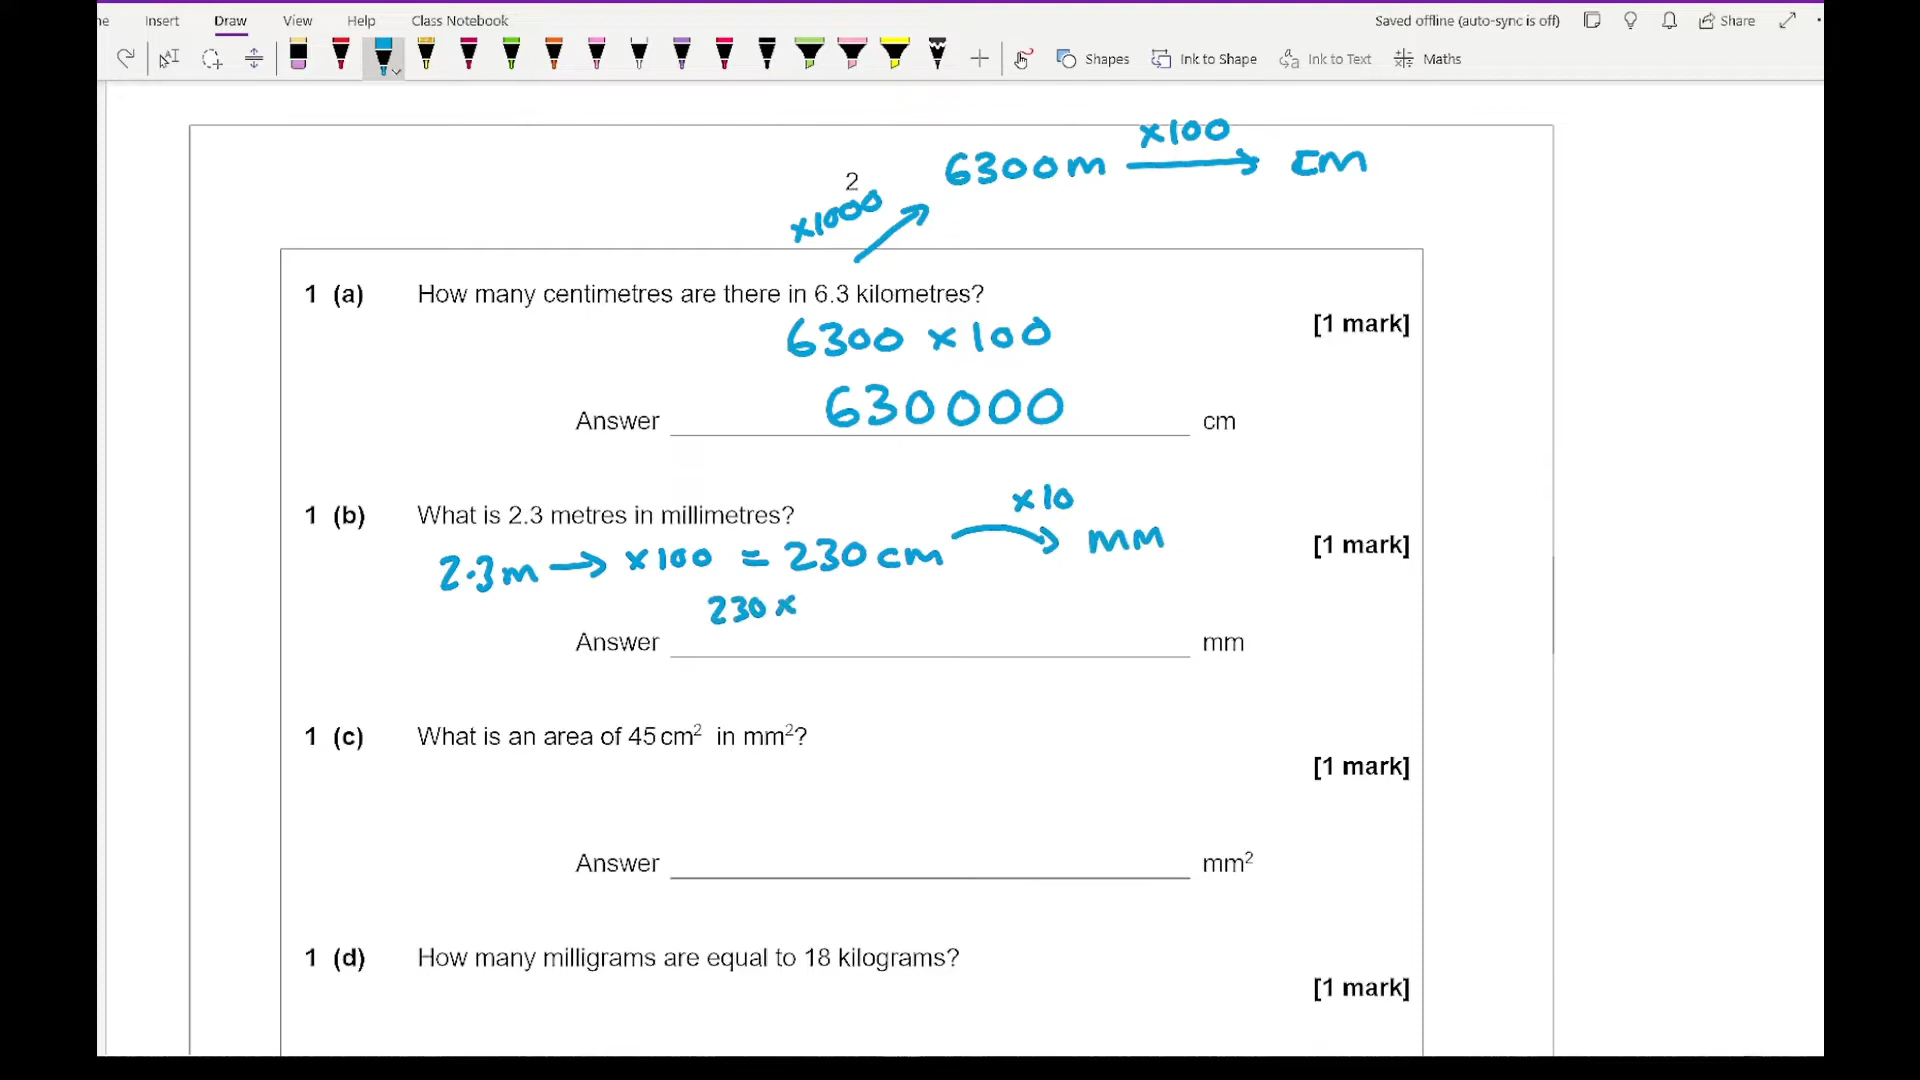 Insert Draw View Help Class Notebook Saved offline (auto-sync is off) Share
Shapes Ink to Shape Ink to Text Maths
×100
6300m cm
2
×1000
1 (a) How many centimetres are there in 6.3 kilometres?
[1 mark]
6300 ×100
Answer 630000 cm
×10
1 (b) What is 2.3 metres in millimetres?
mm
[1 mark]
2.3m → ×100 = 230cm
230 ×
Answer mm
1 (c) What is an area of 45 cm² in mm²?
[1 mark]
Answer mm²
1 (d) How many milligrams are equal to 18 kilograms?
[1 mark]